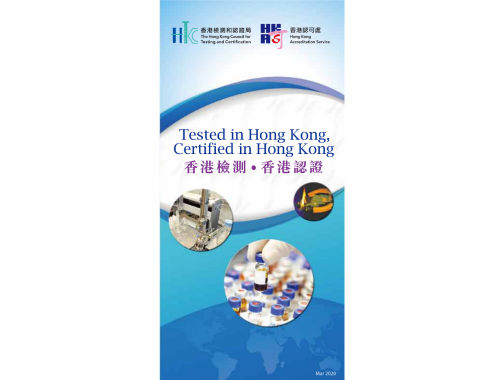 HKTC
香港檢測和認證局
The Hong Kong Council for
Testing and Certification
HKAS
香港認可處
Hong Kong
Accreditation Service
Tested in Hong Kong,
Certified in Hong Kong
香港檢測 • 香港認證
Mar 2020